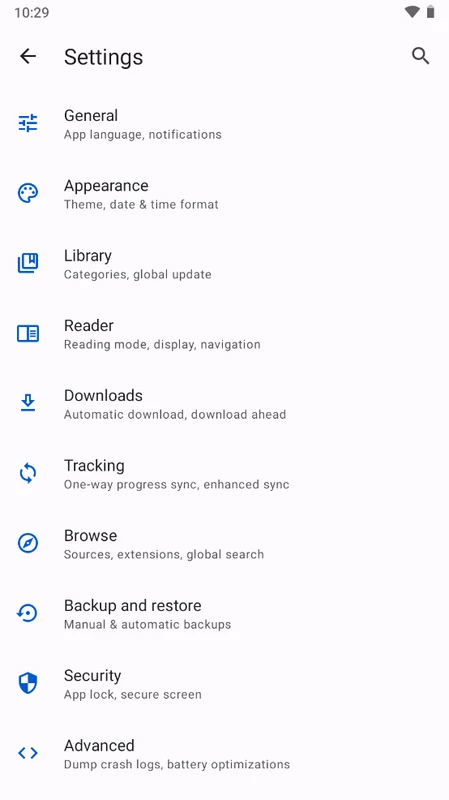 10:29
Settings
General
App language, notifications
Appearance
Theme, date & time format
Library
Categories, global update
Reader
Reading mode, display, navigation
Downloads
Automatic download, download ahead
Tracking
One-way progress sync, enhanced sync
Browse
Sources, extensions, global search
Backup and restore
Manual & automatic backups
Security
App lock, secure screen
Advanced
Dump crash logs, battery optimizations